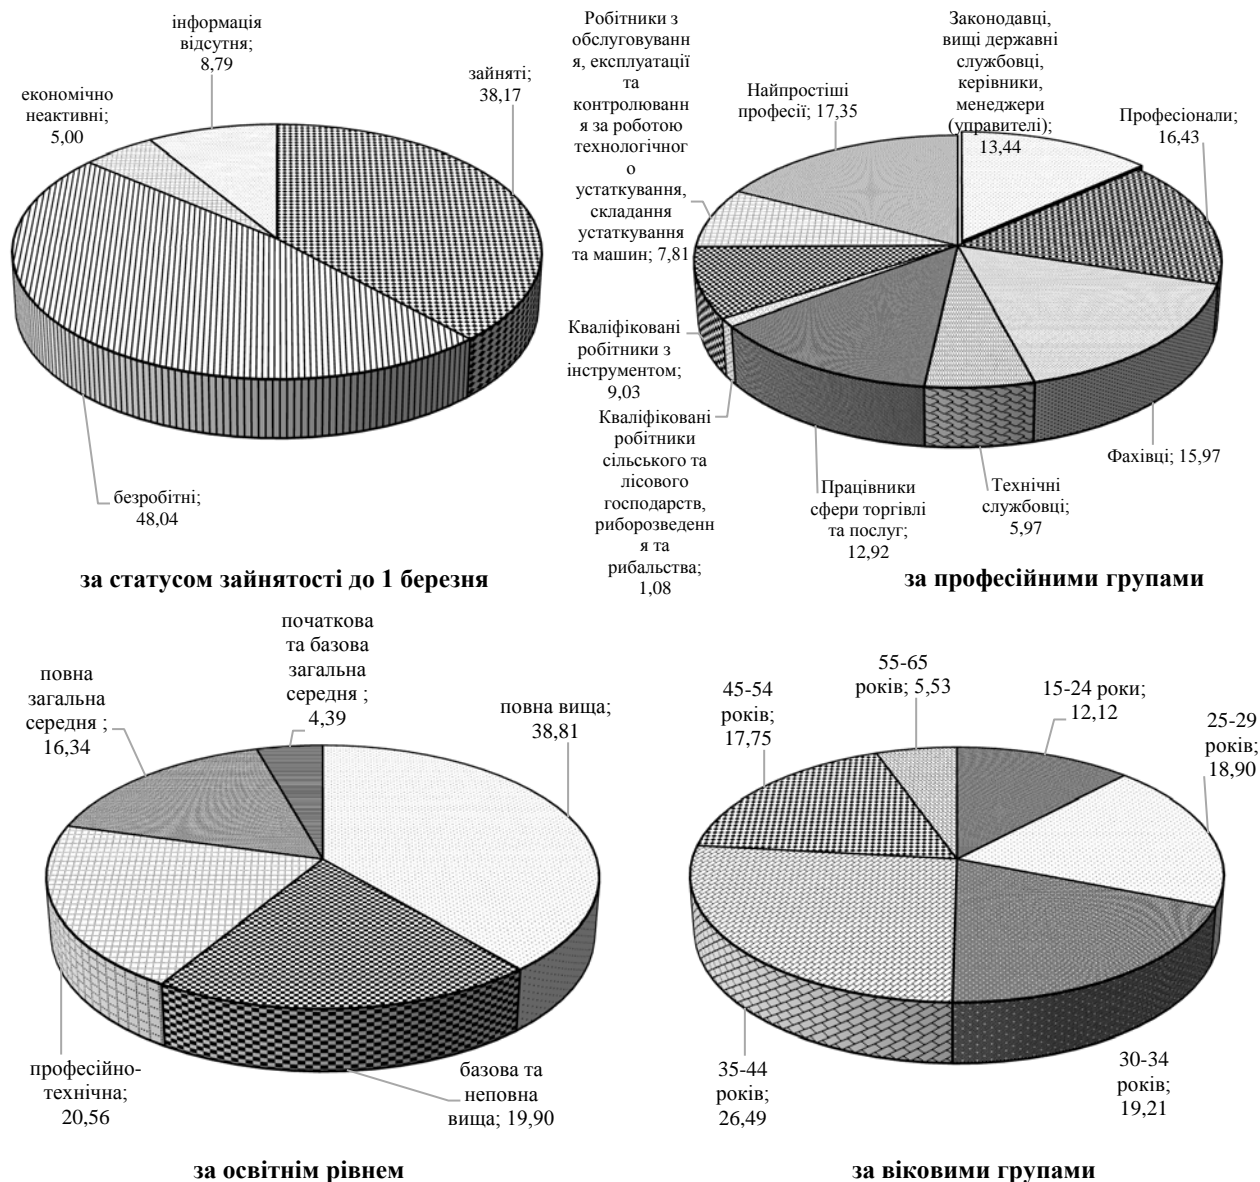 інформація
відсутня;
8,79
зайняті;
38,17
економічно
неактивні;
5,00
безробітні;
48,04
за статусом зайнятості до 1 березня
Робітники з
обслуговуванн
я, експлуатації
та
контролюванн
я за роботою
технологічног
о
устаткування,
складання
устаткування
та машин; 7,81
Найпростіші
професії; 17,35
Законодавці,
вищі державні
службовці,
керівники,
менеджери
(управителі);
13,44
Професіонали;
16,43
Кваліфіковані
робітники з
інструментом;
9,03
Кваліфіковані
робітники
сільського та
лісового
господарств,
риборозведенн
я та
рибальства;
1,08
Працівники
сфери торгівлі
та послуг;
12,92
Технічні
службовці;
5,97
Фахівці; 15,97
за професійними групами
повна
загальна
середня ;
16,34
початкова
та базова
загальна
середня ;
4,39
повна вища;
38,81
професійно-
технічна;
20,56
базова та
неповна
вища; 19,90
за освітнім рівнем
45-54
років;
17,75
55-65
років; 5,53
15-24 роки;
12,12
25-29
років;
18,90
35-44
років;
26,49
30-34
років;
19,21
за віковими групами